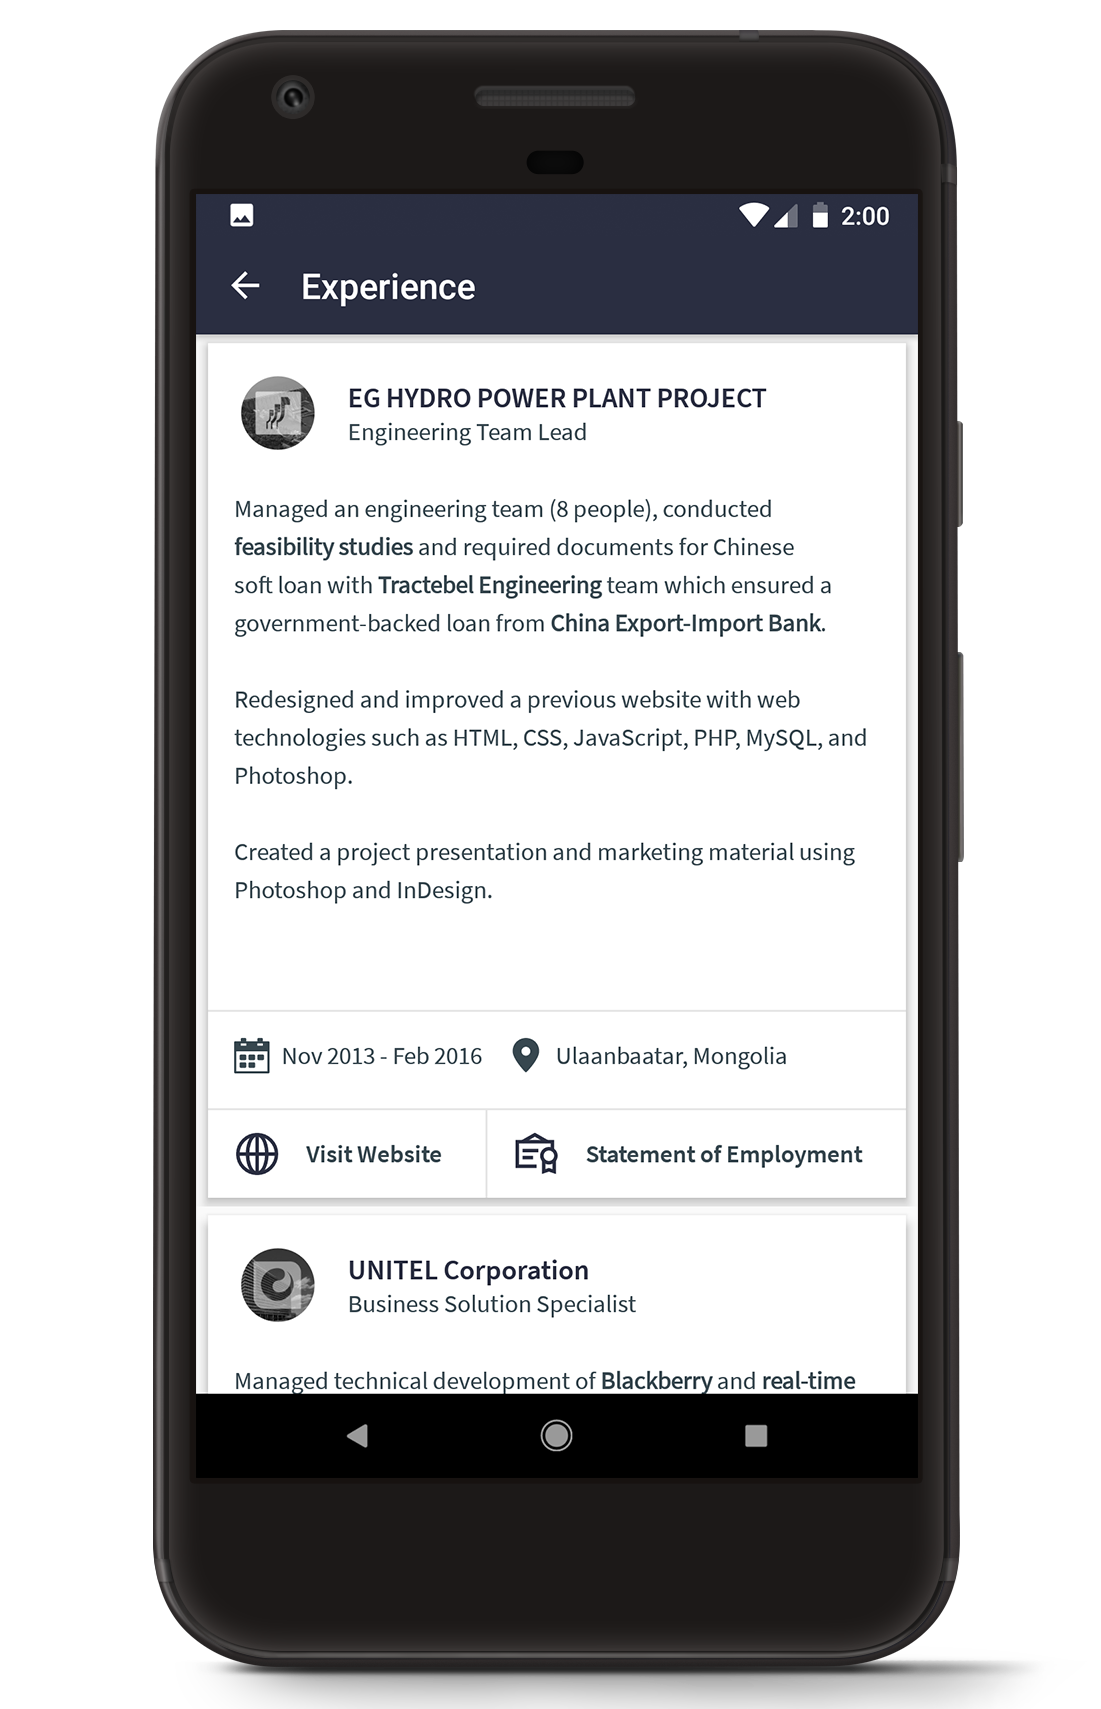 2:00
Experience
EG HYDRO POWER PLANT PROJECT
Engineering Team Lead
Managed an engineering team (8 people), conducted
feasibility studies and required documents for Chinese
soft loan with Tractebel Engineering team which ensured a
government-backed loan from China Export-Import Bank.
Redesigned and improved a previous website with web
technologies such as HTML, CSS, JavaScript, PHP, MySQL, and
Photoshop.
Created a project presentation and marketing material using
Photoshop and InDesign.
Nov 2013 - Feb 2016 Ulaanbaatar, Mongolia
Visit Website Statement of Employment
UNITEL Corporation
Business Solution Specialist
Managed technical development of Blackberry and real-time